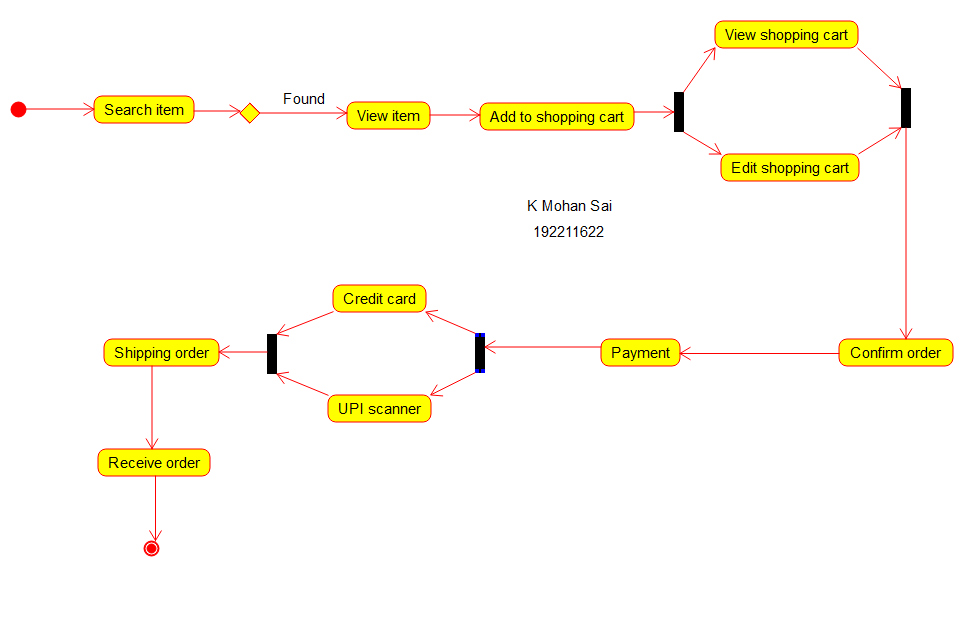 View shopping cart
Found
Search item
View item
Add to shopping cart
Edit shopping cart
K Mohan Sai
192211622
Credit card
Shipping order
Payment
Confirm order
UPI scanner
Receive order